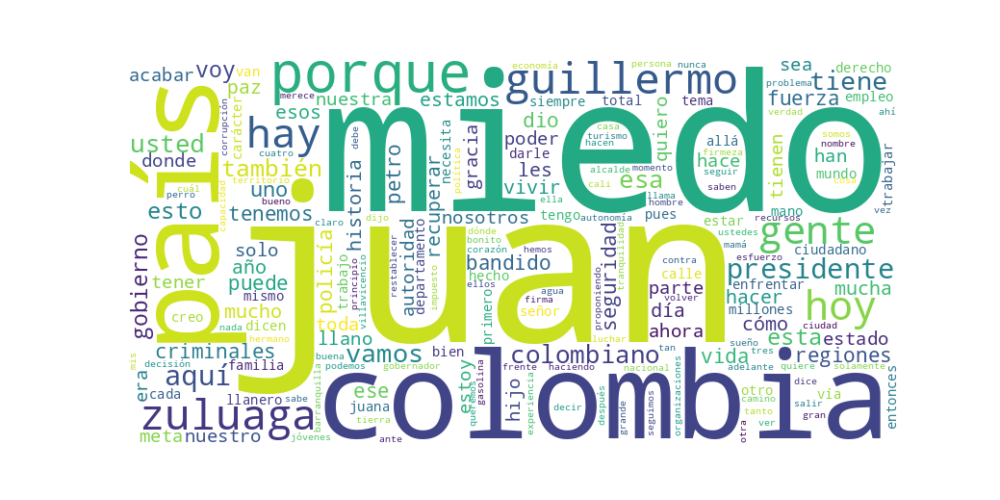 economía persona nunca
acabar voy van porque guillermo sea derecho
merece problema tiene
paz nuestra estamos siempre total tema fuerza empleo
esos dio verdad ahí
país miedo
usted corrupción carácter hay quiero casa somos
turismo allá nombre
donde cuatro debe necesita gracia poder hacen firmeza han trabajar
también les darle esa hace seguir mundo
cuál territorio petro política vivir momento tienen saben cosa
perro capacidad uno alcalde cali llama
bueno historia recuperar ella hombre vez
esto tenemos claro dijo nosotros tengo autonomía estar recursos mano gente
juan
policía autoridad departamento dónde pues ustedes
gobierno solo bonito hemos corazón seguridad mamá ciudadano
año trabajo principio villavicencio restablecer bandido tranquilidad contra esfuerzo presidente
tener puede impuesto ellos hecho proponiendo calle enfrentar mucha
mismo agua parte volver hacer millones hoy
creo mucho toda primero firma día
nada dicen señor luchar ahora cómo ciudad esta estado
hermano llano bien tan sueño
mis criminales buena vamos colombiano vida tres regiones
decisión familia podemos gobernador frente haciendo nacional adelante quiere solamente
era aquí ese estoy queremos gasolina hijo otro dice vía entonces
cada llanero sabe barranquilla juana experiencia decir después organizaciones camino salir
zuluaga tierra colombia grande seguimos tanto gran
meta nuestro jóvenes ante otra ver